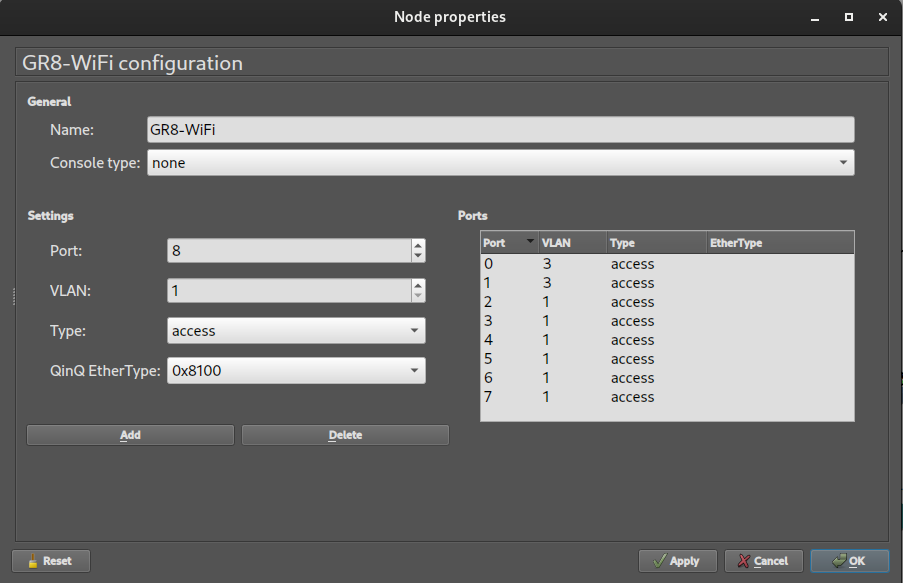 Node properties
GR8-WiFi configuration
General
Name: GR8-WiFi
Console type: none
Settings
Port: 8
VLAN: 1
Type: access
QinQ EtherType: 0x8100
Add Delete
Ports
Port VLAN Type EtherType
0 3 access
1 3 access
2 1 access
3 1 access
4 1 access
5 1 access
6 1 access
7 1 access
Reset Apply Cancel OK